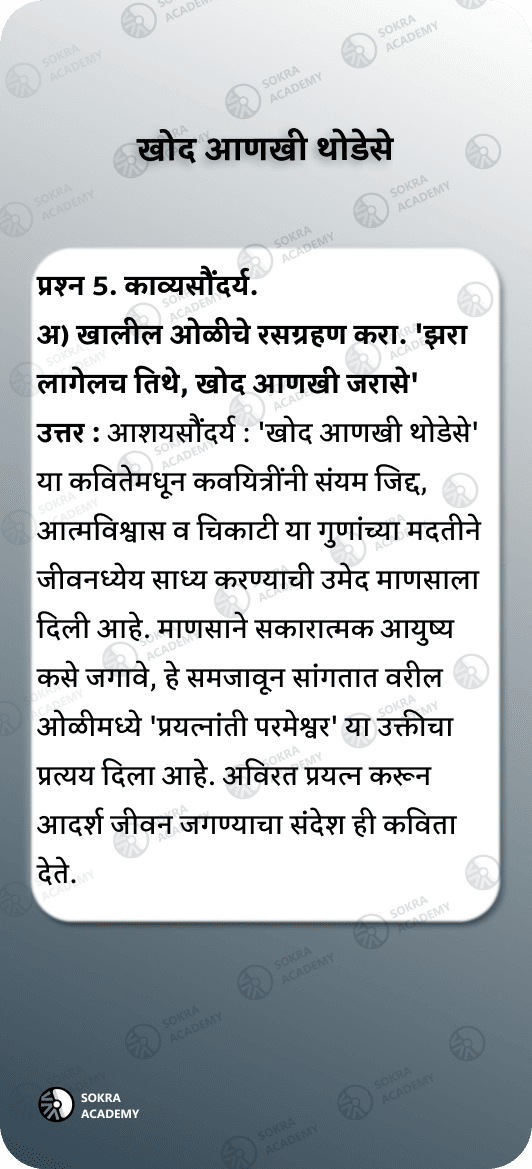 खोद आणखी थोडेसे
प्रश्न 5. काव्यसौंदर्य.
अ) खालील ओळीचे रसग्रहण करा. 'झरा
लागेलच तिथे, खोद आणखी जरासे'
उत्तर : आशयसौंदर्य : 'खोद आणखी थोडेसे'
या कवितेमधून कवयित्रींनी संयम जिद्द,
आत्मविश्वास व चिकाटी या गुणांच्या मदतीने
जीवनध्येय साध्य करण्याची उमेद माणसाला
दिली आहे. माणसाने सकारात्मक आयुष्य
कसे जगावे, हे समजावून सांगतात वरील
ओळीमध्ये 'प्रयत्नांती परमेश्वर' या उक्तीचा
प्रत्यय दिला आहे. अविरत प्रयत्न करून
आदर्श जीवन जगण्याचा संदेश ही कविता
देते.
SOKRA
ACADEMY